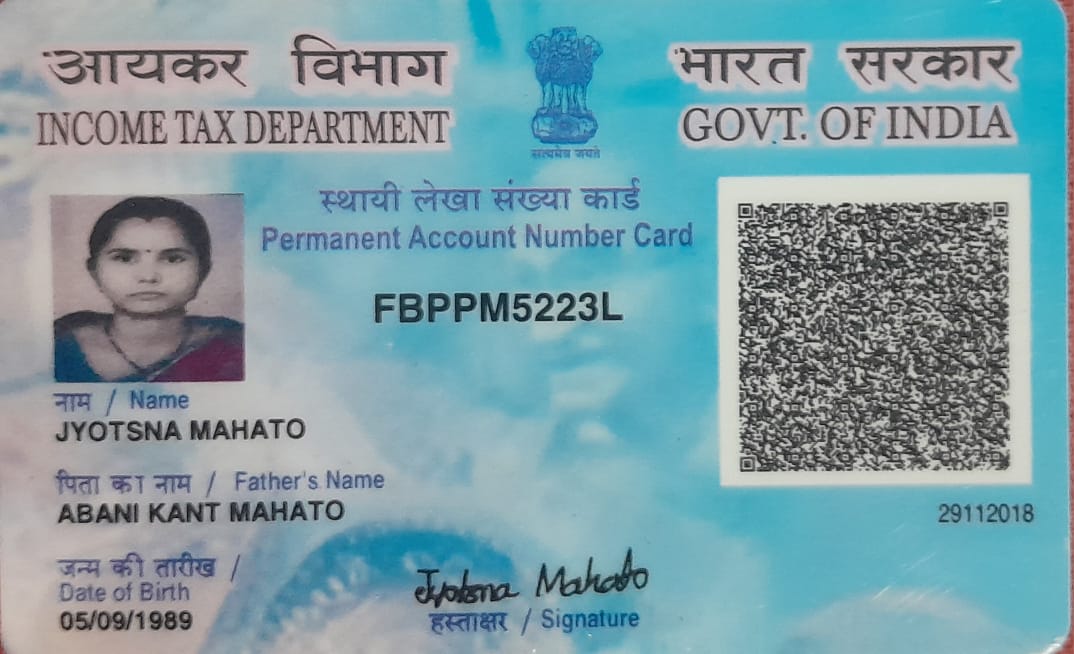 आयकर विभाग
INCOME TAX DEPARTMENT
सत्यमेव जयते
भारत सरकार
GOVT. OF INDIA
स्थायी लेखा संख्या कार्ड
Permanent Account Number Card
FBPPM5223L
नाम / Name
JYOTSNA MAHATO
पिता का नाम / Father's Name
ABANI KANT MAHATO
29112018
जन्म की तारीख /
Date of Birth
05/09/1989
Jyotsna Mahato
हस्ताक्षर / Signature